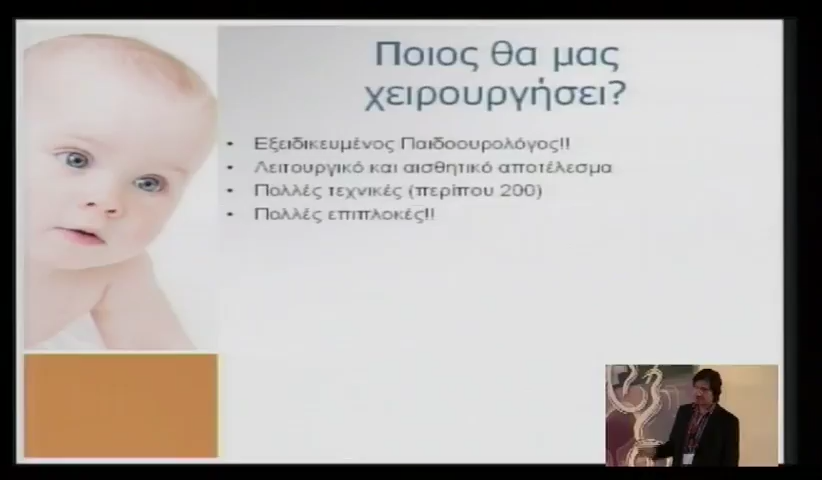 Ποιος θα μας
χειρουργήσει?
• Εξειδικευμένος Παιδοουρολόγος!!
• Λειτουργικό και αισθητικό αποτέλεσμα
• Πολλές τεχνικές (περίπου 200)
• Πολλές επιπλοκές!!